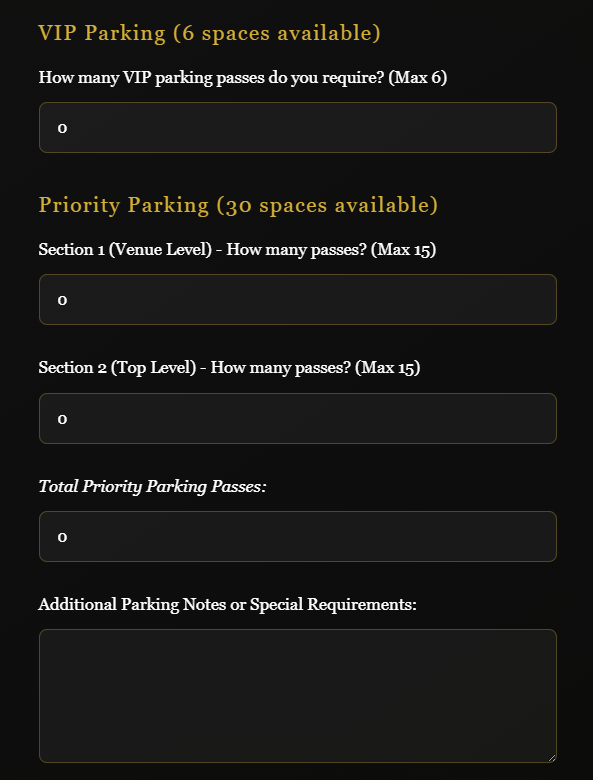 VIP Parking (6 spaces available)
How many VIP parking passes do you require? (Max 6)
0
Priority Parking (30 spaces available)
Section 1 (Venue Level) - How many passes? (Max 15)
0
Section 2 (Top Level) - How many passes? (Max 15)
0
Total Priority Parking Passes:
0
Additional Parking Notes or Special Requirements: